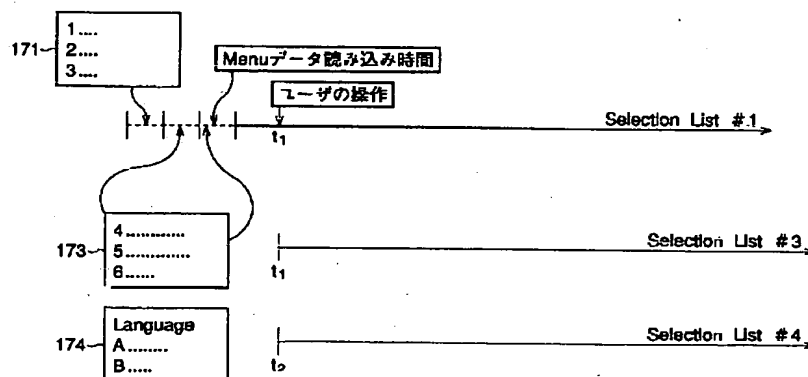 171
1....
2....
3....
Menuデータ読み込み時間
ユーザの操作
t1
Selection List #1
173
4.............
5..............
6......
t1
Selection List #3
174
Language
A.........
B.....
t2
Selection List #4